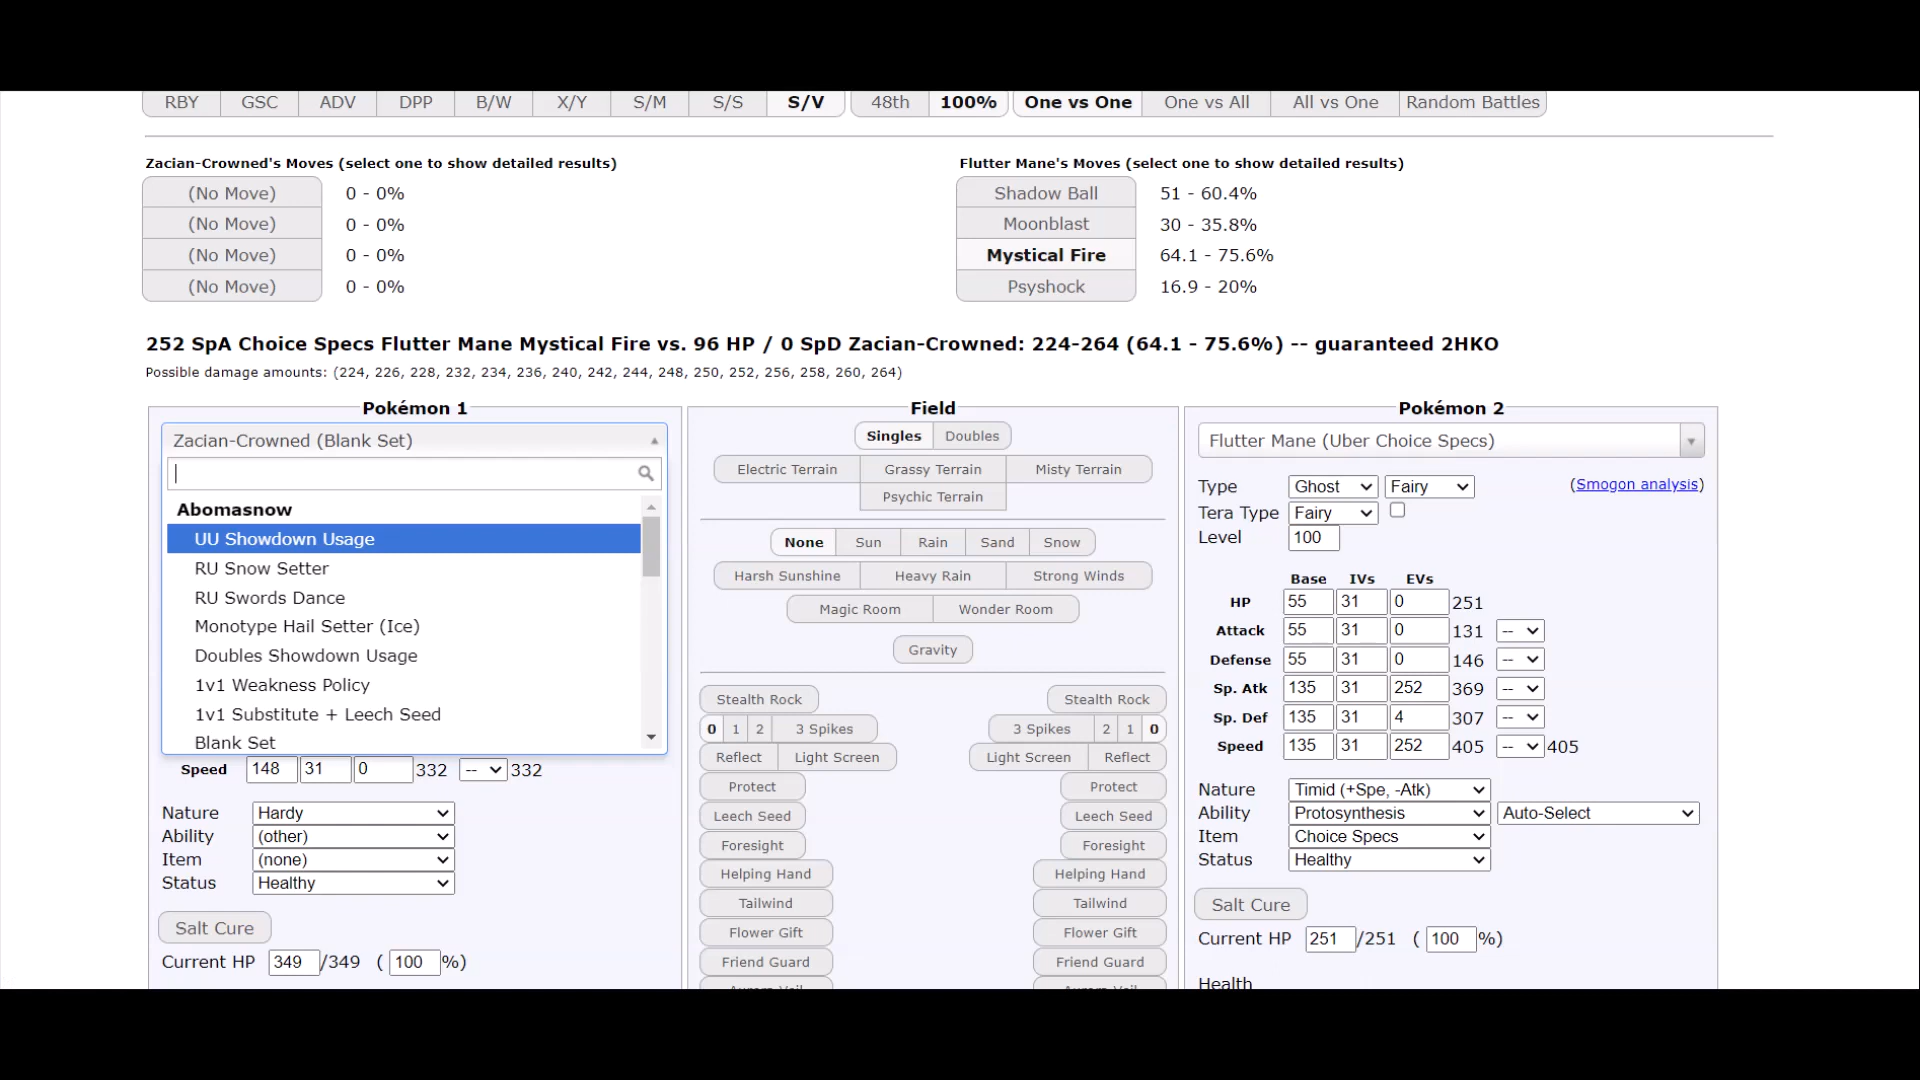 RBY GSC ADV DPP B/W X/Y S/M S/S S/V 48th 100% One vs One One vs All All vs One Random Battles
Zacian-Crowned's Moves (select one to show detailed results)
(No Move) 0 - 0%
(No Move) 0 - 0%
(No Move) 0 - 0%
(No Move) 0 - 0%
Flutter Mane's Moves (select one to show detailed results)
Shadow Ball 51 - 60.4%
Moonblast 30 - 35.8%
Mystical Fire 64.1 - 75.6%
Psyshock 16.9 - 20%
252 SpA Choice Specs Flutter Mane Mystical Fire vs. 96 HP / 0 SpD Zacian-Crowned: 224-264 (64.1 - 75.6%) -- guaranteed 2HKO
Possible damage amounts: (224, 226, 228, 232, 234, 236, 240, 242, 244, 248, 250, 252, 256, 258, 260, 264)
Pokémon 1
Zacian-Crowned (Blank Set)
Abomasnow
UU Showdown Usage
RU Snow Setter
RU Swords Dance
Monotype Hail Setter (Ice)
Doubles Showdown Usage
1v1 Weakness Policy
1v1 Substitute + Leech Seed
Blank Set
Speed 148 31 0 332 -- 332
Nature Hardy
Ability (other)
Item (none)
Status Healthy
Salt Cure
Current HP 349 /349 ( 100 %)
Field
Singles Doubles
Electric Terrain Grassy Terrain Misty Terrain
Psychic Terrain
None Sun Rain Sand Snow
Harsh Sunshine Heavy Rain Strong Winds
Magic Room Wonder Room
Gravity
Stealth Rock Stealth Rock
0 1 2 3 Spikes 3 Spikes 2 1 0
Reflect Light Screen Light Screen Reflect
Protect Protect
Leech Seed Leech Seed
Foresight Foresight
Helping Hand Helping Hand
Tailwind Tailwind
Flower Gift Flower Gift
Friend Guard Friend Guard
Aurora Veil Aurora Veil
Pokémon 2
Flutter Mane (Uber Choice Specs)
Type Ghost Fairy (Smogon analysis)
Tera Type Fairy
Level 100
Base IVs EVs
HP 55 31 0 251
Attack 55 31 0 131 --
Defense 55 31 0 146 --
Sp. Atk 135 31 252 369 --
Sp. Def 135 31 4 307 --
Speed 135 31 252 405 -- 405
Nature Timid (+Spe, -Atk)
Ability Protosynthesis Auto-Select
Item Choice Specs
Status Healthy
Salt Cure
Current HP 251 /251 ( 100 %)
Health